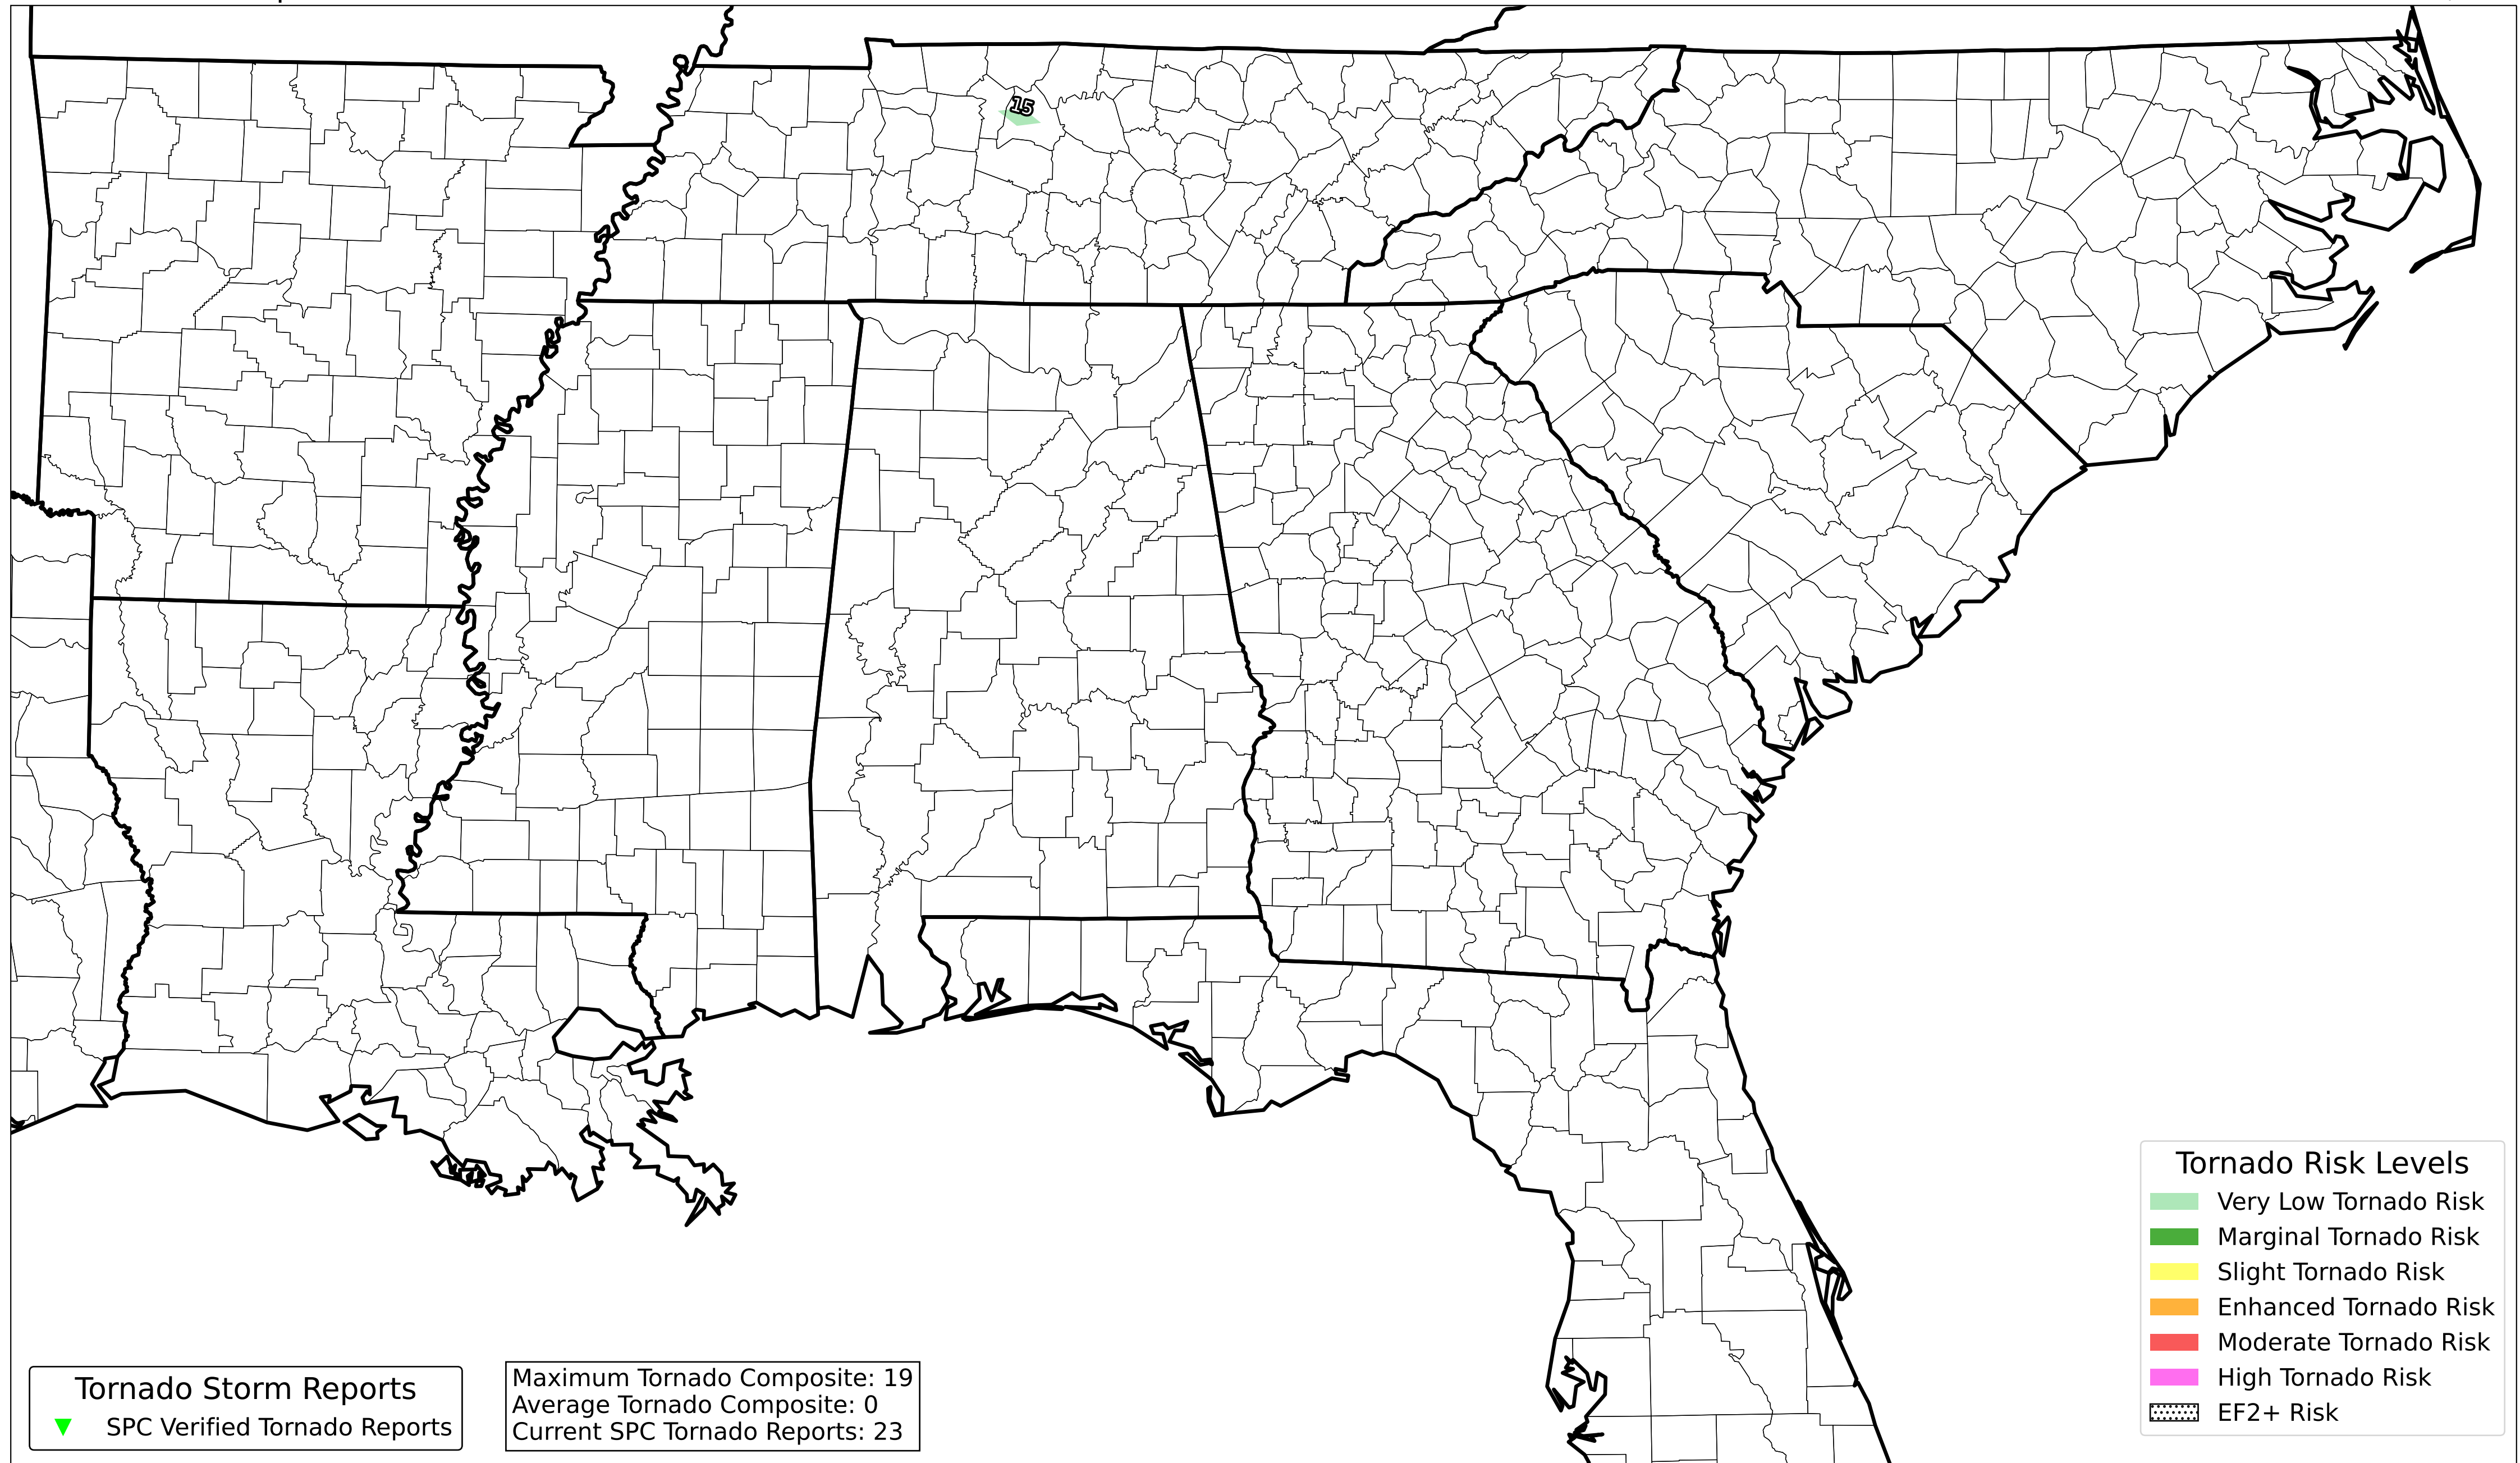 15
Tornado Risk Levels
Very Low Tornado Risk
Marginal Tornado Risk
Slight Tornado Risk
Enhanced Tornado Risk
Moderate Tornado Risk
High Tornado Risk
EF2+ Risk
Tornado Storm Reports
SPC Verified Tornado Reports
Maximum Tornado Composite: 19
Average Tornado Composite: 0
Current SPC Tornado Reports: 23